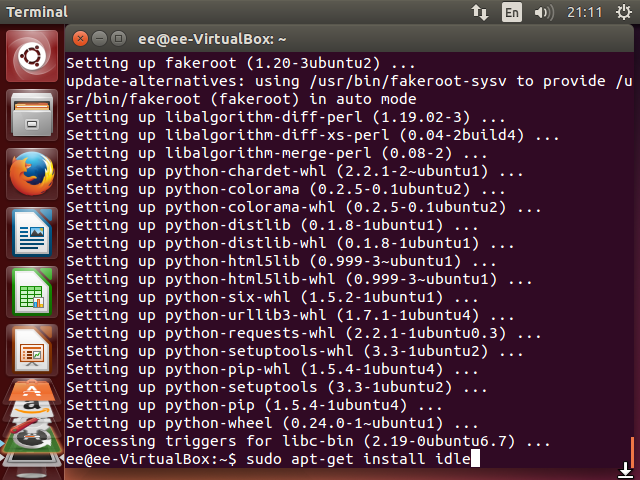 Terminal
En
21:11
ee@ee-VirtualBox: ~
Setting up fakeroot (1.20-3ubuntu2) ...
update-alternatives: using /usr/bin/fakeroot-sysv to provide /u
sr/bin/fakeroot (fakeroot) in auto mode
Setting up libalgorithm-diff-perl (1.19.02-3) ...
Setting up libalgorithm-diff-xs-perl (0.04-2build4) ...
Setting up libalgorithm-merge-perl (0.08-2) ...
Setting up python-chardet-whl (2.2.1-2~ubuntu1) ...
Setting up python-colorama (0.2.5-0.1ubuntu2) ...
Setting up python-colorama-whl (0.2.5-0.1ubuntu2) ...
Setting up python-distlib (0.1.8-1ubuntu1) ...
Setting up python-distlib-whl (0.1.8-1ubuntu1) ...
Setting up python-html5lib (0.999-3~ubuntu1) ...
Setting up python-html5lib-whl (0.999-3~ubuntu1) ...
Setting up python-six-whl (1.5.2-1ubuntu1) ...
Setting up python-urllib3-whl (1.7.1-1ubuntu4) ...
Setting up python-requests-whl (2.2.1-1ubuntu0.3) ...
Setting up python-setuptools-whl (3.3-1ubuntu2) ...
Setting up python-pip-whl (1.5.4-1ubuntu4) ...
Setting up python-setuptools (3.3-1ubuntu2) ...
Setting up python-pip (1.5.4-1ubuntu4) ...
Setting up python-wheel (0.24.0-1~ubuntu1) ...
Processing triggers for libc-bin (2.19-0ubuntu6.7) ...
ee@ee-VirtualBox:~$ sudo apt-get install idle